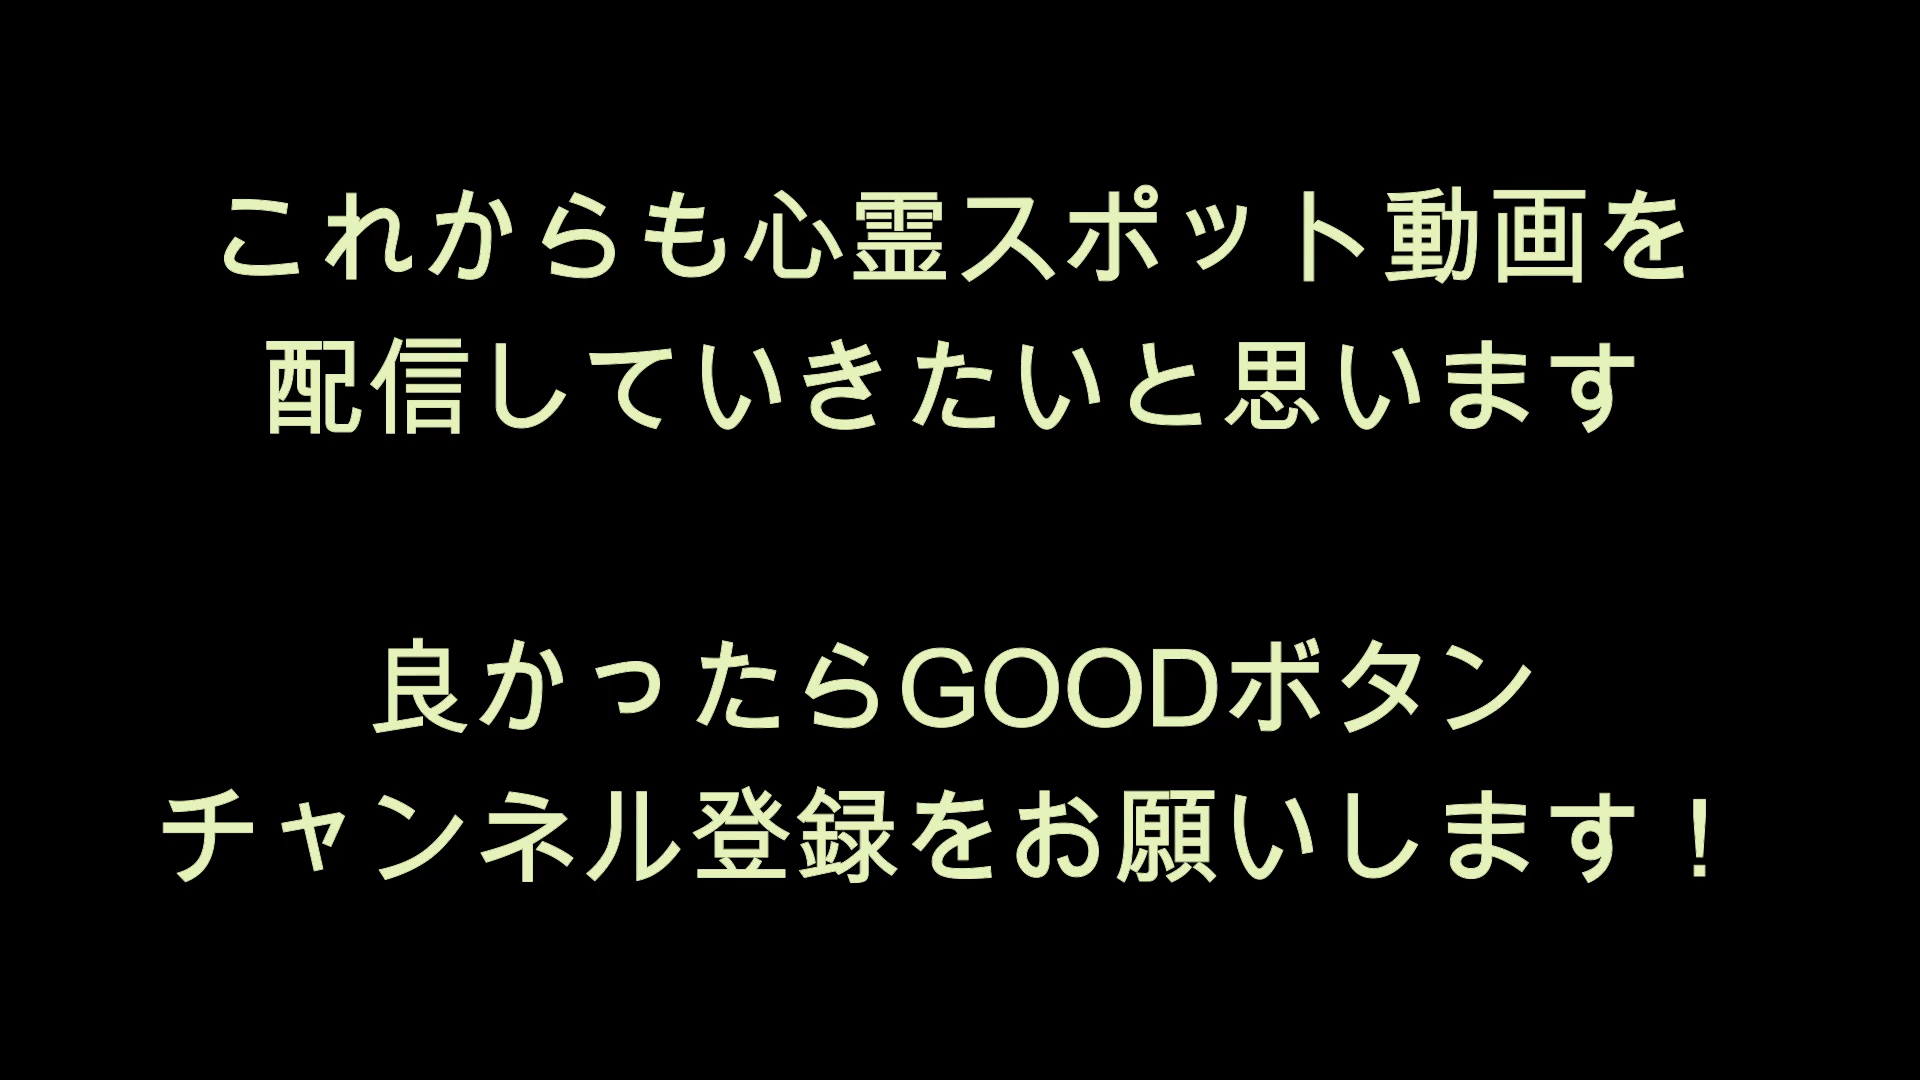 これからも心霊スポット動画を
配信していきたいと思います
良かったらGOODボタン
チャンネル登録をお願いします！